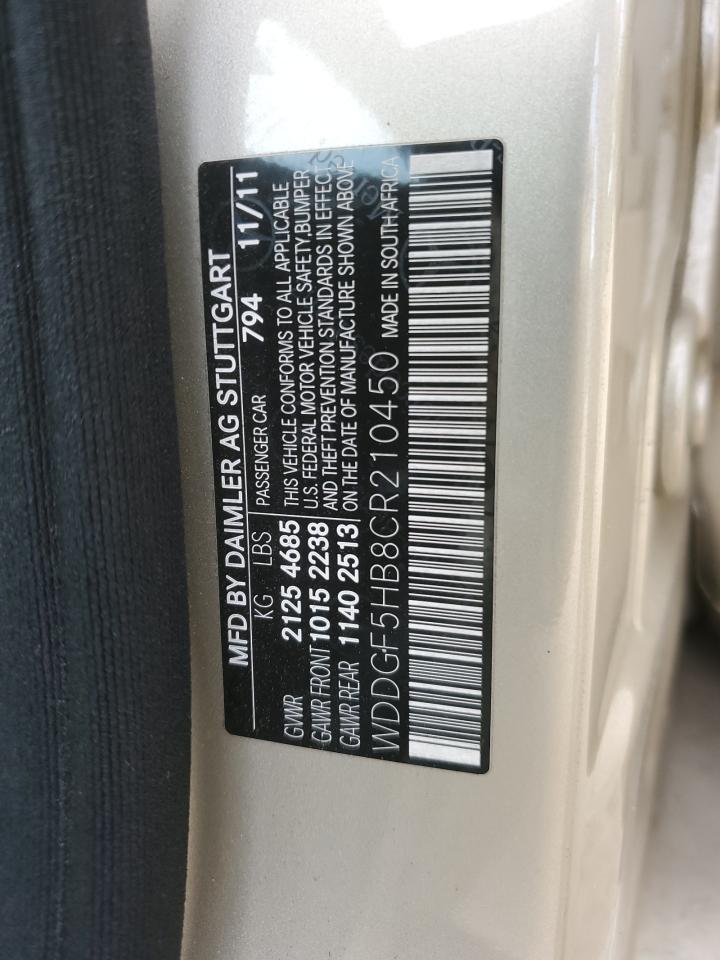 MFD BY DAIMLER AG STUTTGART
KG LBS 794 11/11
PASSENGER CAR
GVWR 2125 4685
GAWR FRONT 1015 2238
GAWR REAR 1140 2513
THIS VEHICLE CONFORMS TO ALL APPLICABLE
U.S. FEDERAL MOTOR VEHICLE SAFETY,BUMPER,
AND THEFT PREVENTION STANDARDS IN EFFECT
ON THE DATE OF MANUFACTURE SHOWN ABOVE
WDDGF5HB8CR210450 MADE IN SOUTH AFRICA